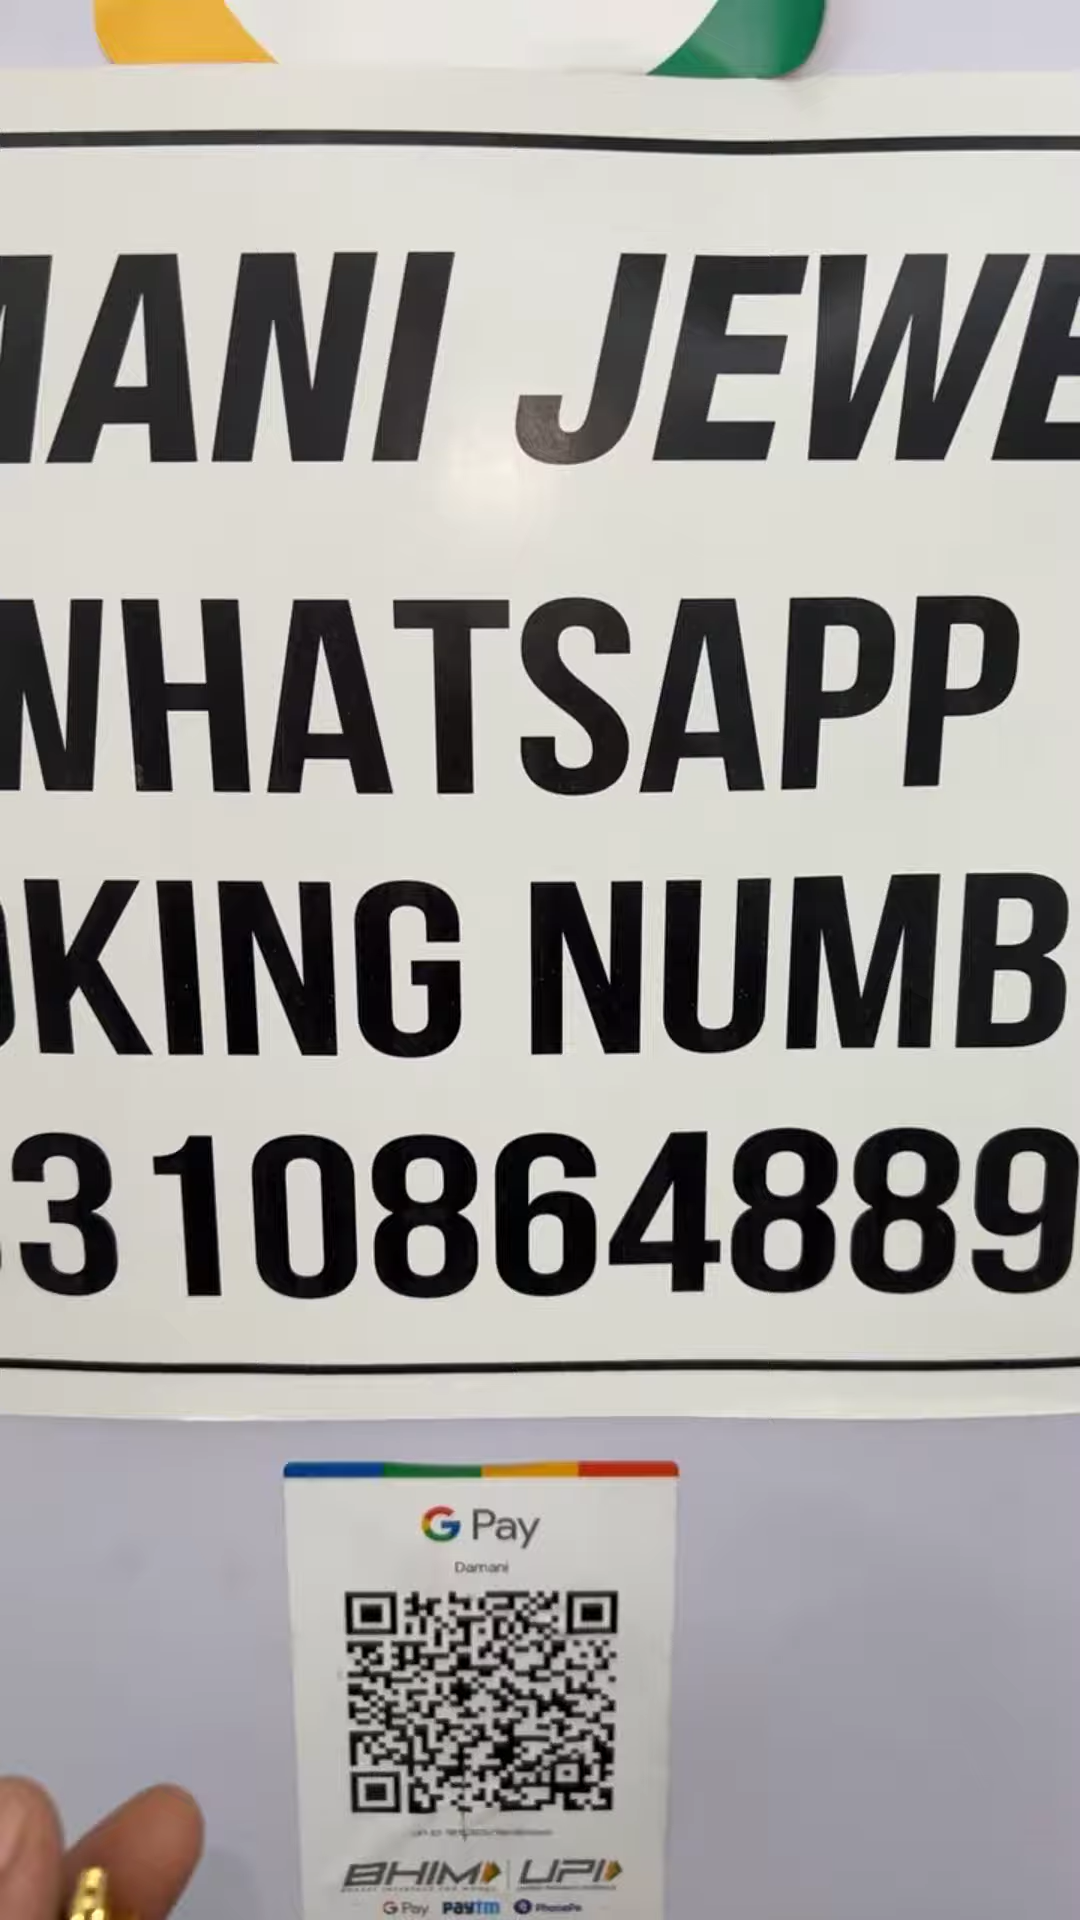 MANI JEWE
WHATSAPP
OKING NUMB
310864889
G Pay
Damani
BHIM UPI
G Pay Paytm PhonePe